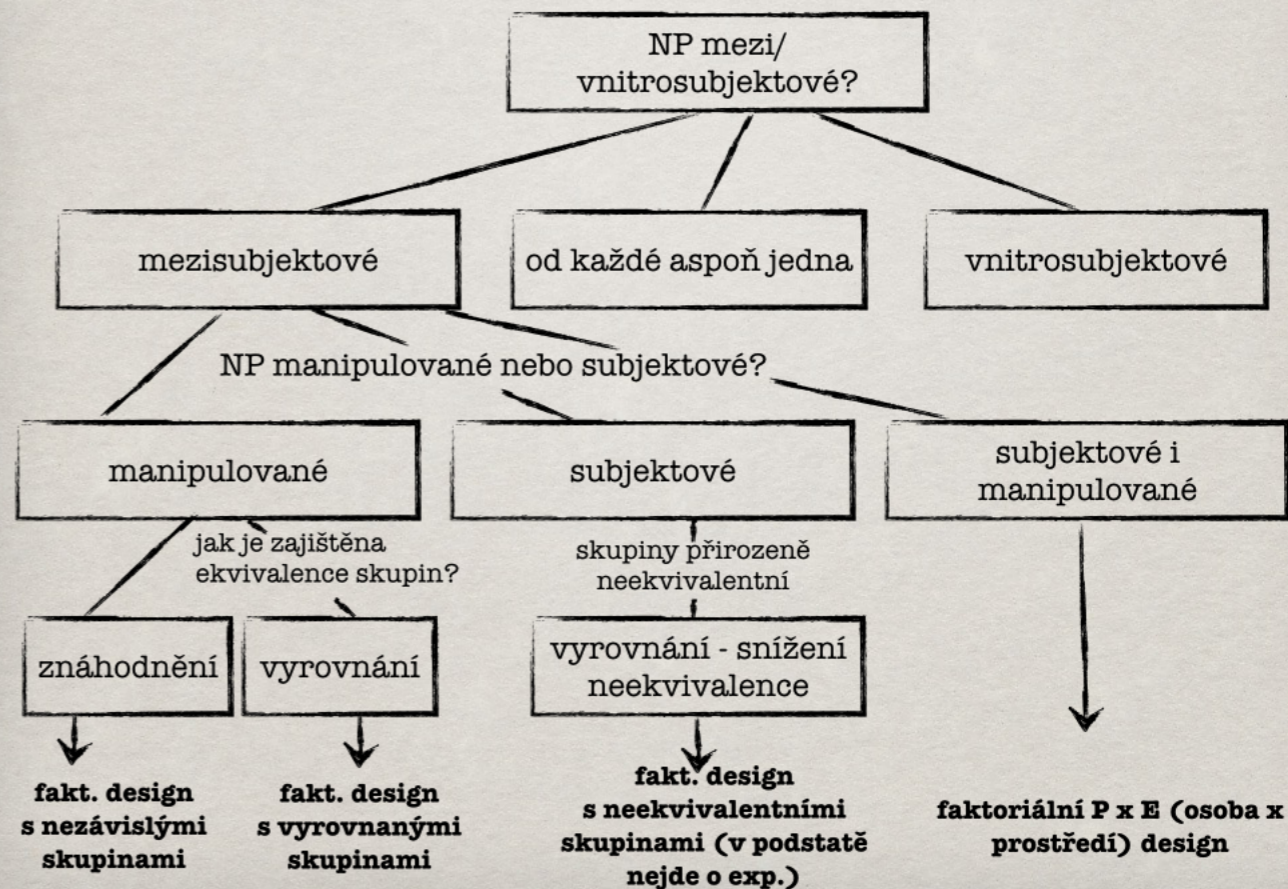 NP mezi/
vnitrosubjektové?
mezisubjektové
od každé aspoň jedna
vnitrosubjektové
NP manipulované nebo subjektové?
manipulované
subjektové
subjektové i
manipulované
jak je zajištěna
ekvivalence skupin?
skupiny přirozeně
neekvivalentní
znáhodnění
vyrovnání
vyrovnání - snížení
neekvivalence
fakt. design
s nezávislými
skupinami
fakt. design
s vyrovnanými
skupinami
fakt. design
s neekvivalentními
skupinami (v podstatě
nejde o exp.)
faktoriální P x E (osoba x
prostředí) design